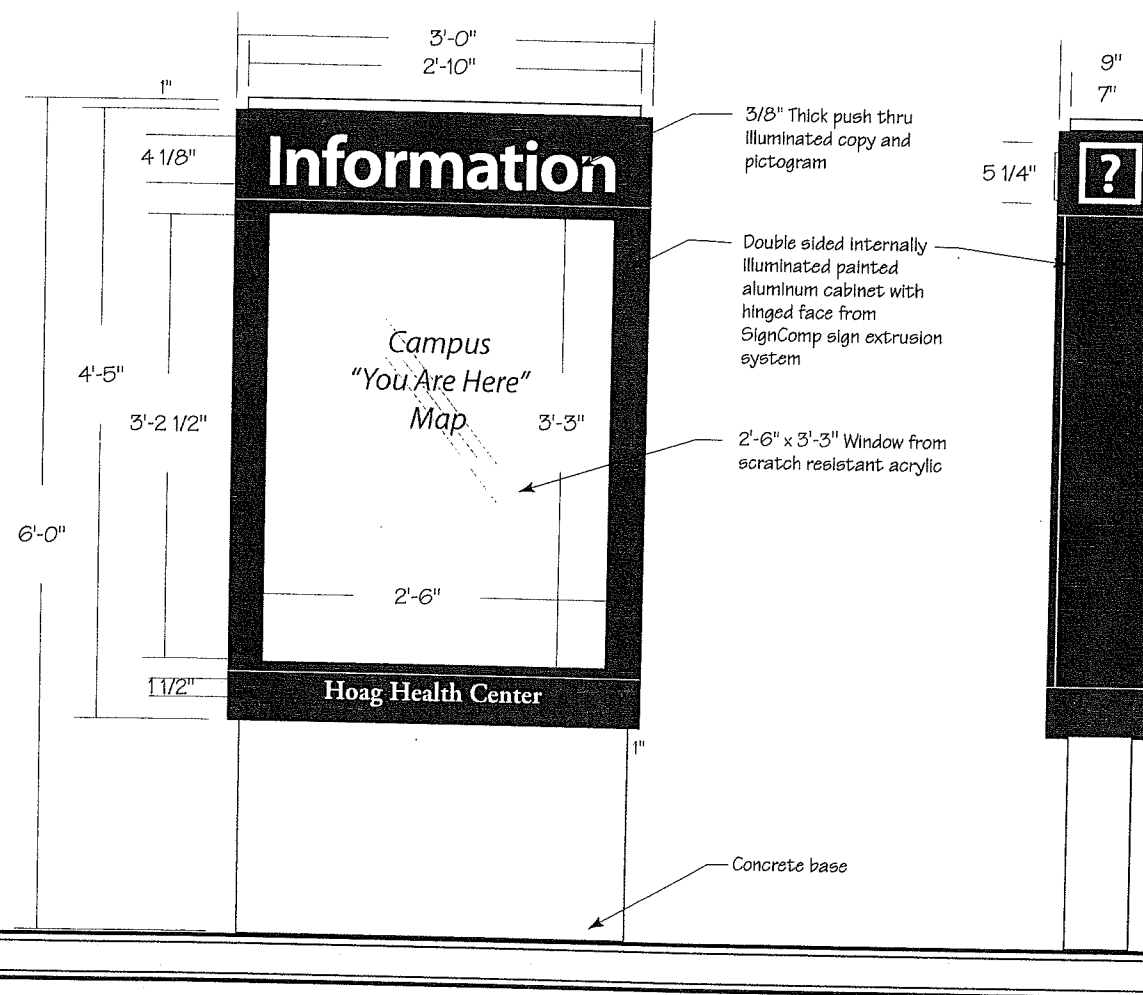 3'-0"
2'-10"
1"
9"
7"
Information
4 1/8"
3/8" Thick push thru
illuminated copy and
pictogram
5 1/4"
?
Double sided internally
illuminated painted
aluminum cabinet with
hinged face from
SignComp sign extrusion
system
Campus
"You Are Here"
Map
4'-5"
3'-2 1/2"
3'-3"
2'-6" x 3'-3" Window from
scratch resistant acrylic
6'-0"
2'-6"
1 1/2"
Hoag Health Center
1"
Concrete base